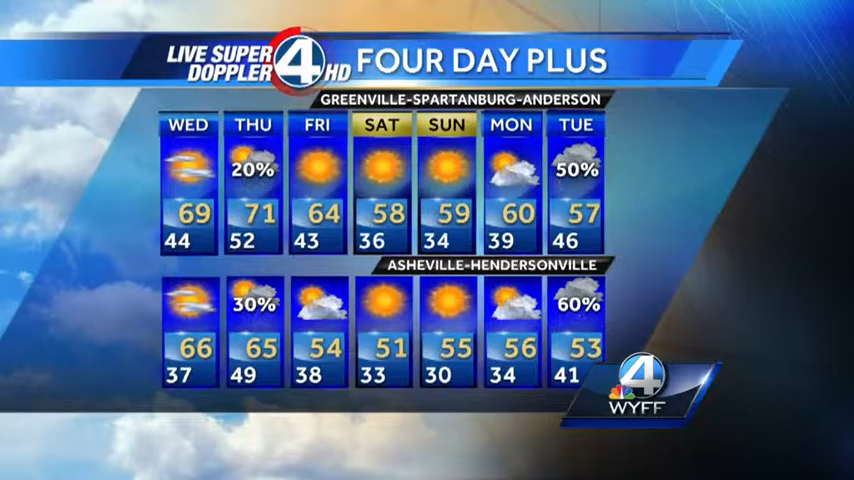 LIVE SUPER DOPPLER 4 HD FOUR DAY PLUS
GREENVILLE-SPARTANBURG-ANDERSON
WED THU FRI SAT SUN MON TUE
20% 50%
69 71 64 58 59 60 57
44 52 43 36 34 39 46
ASHEVILLE-HENDERSONVILLE
30% 60%
66 65 54 51 55 56 53
37 49 38 33 30 34 41
4
WYFF